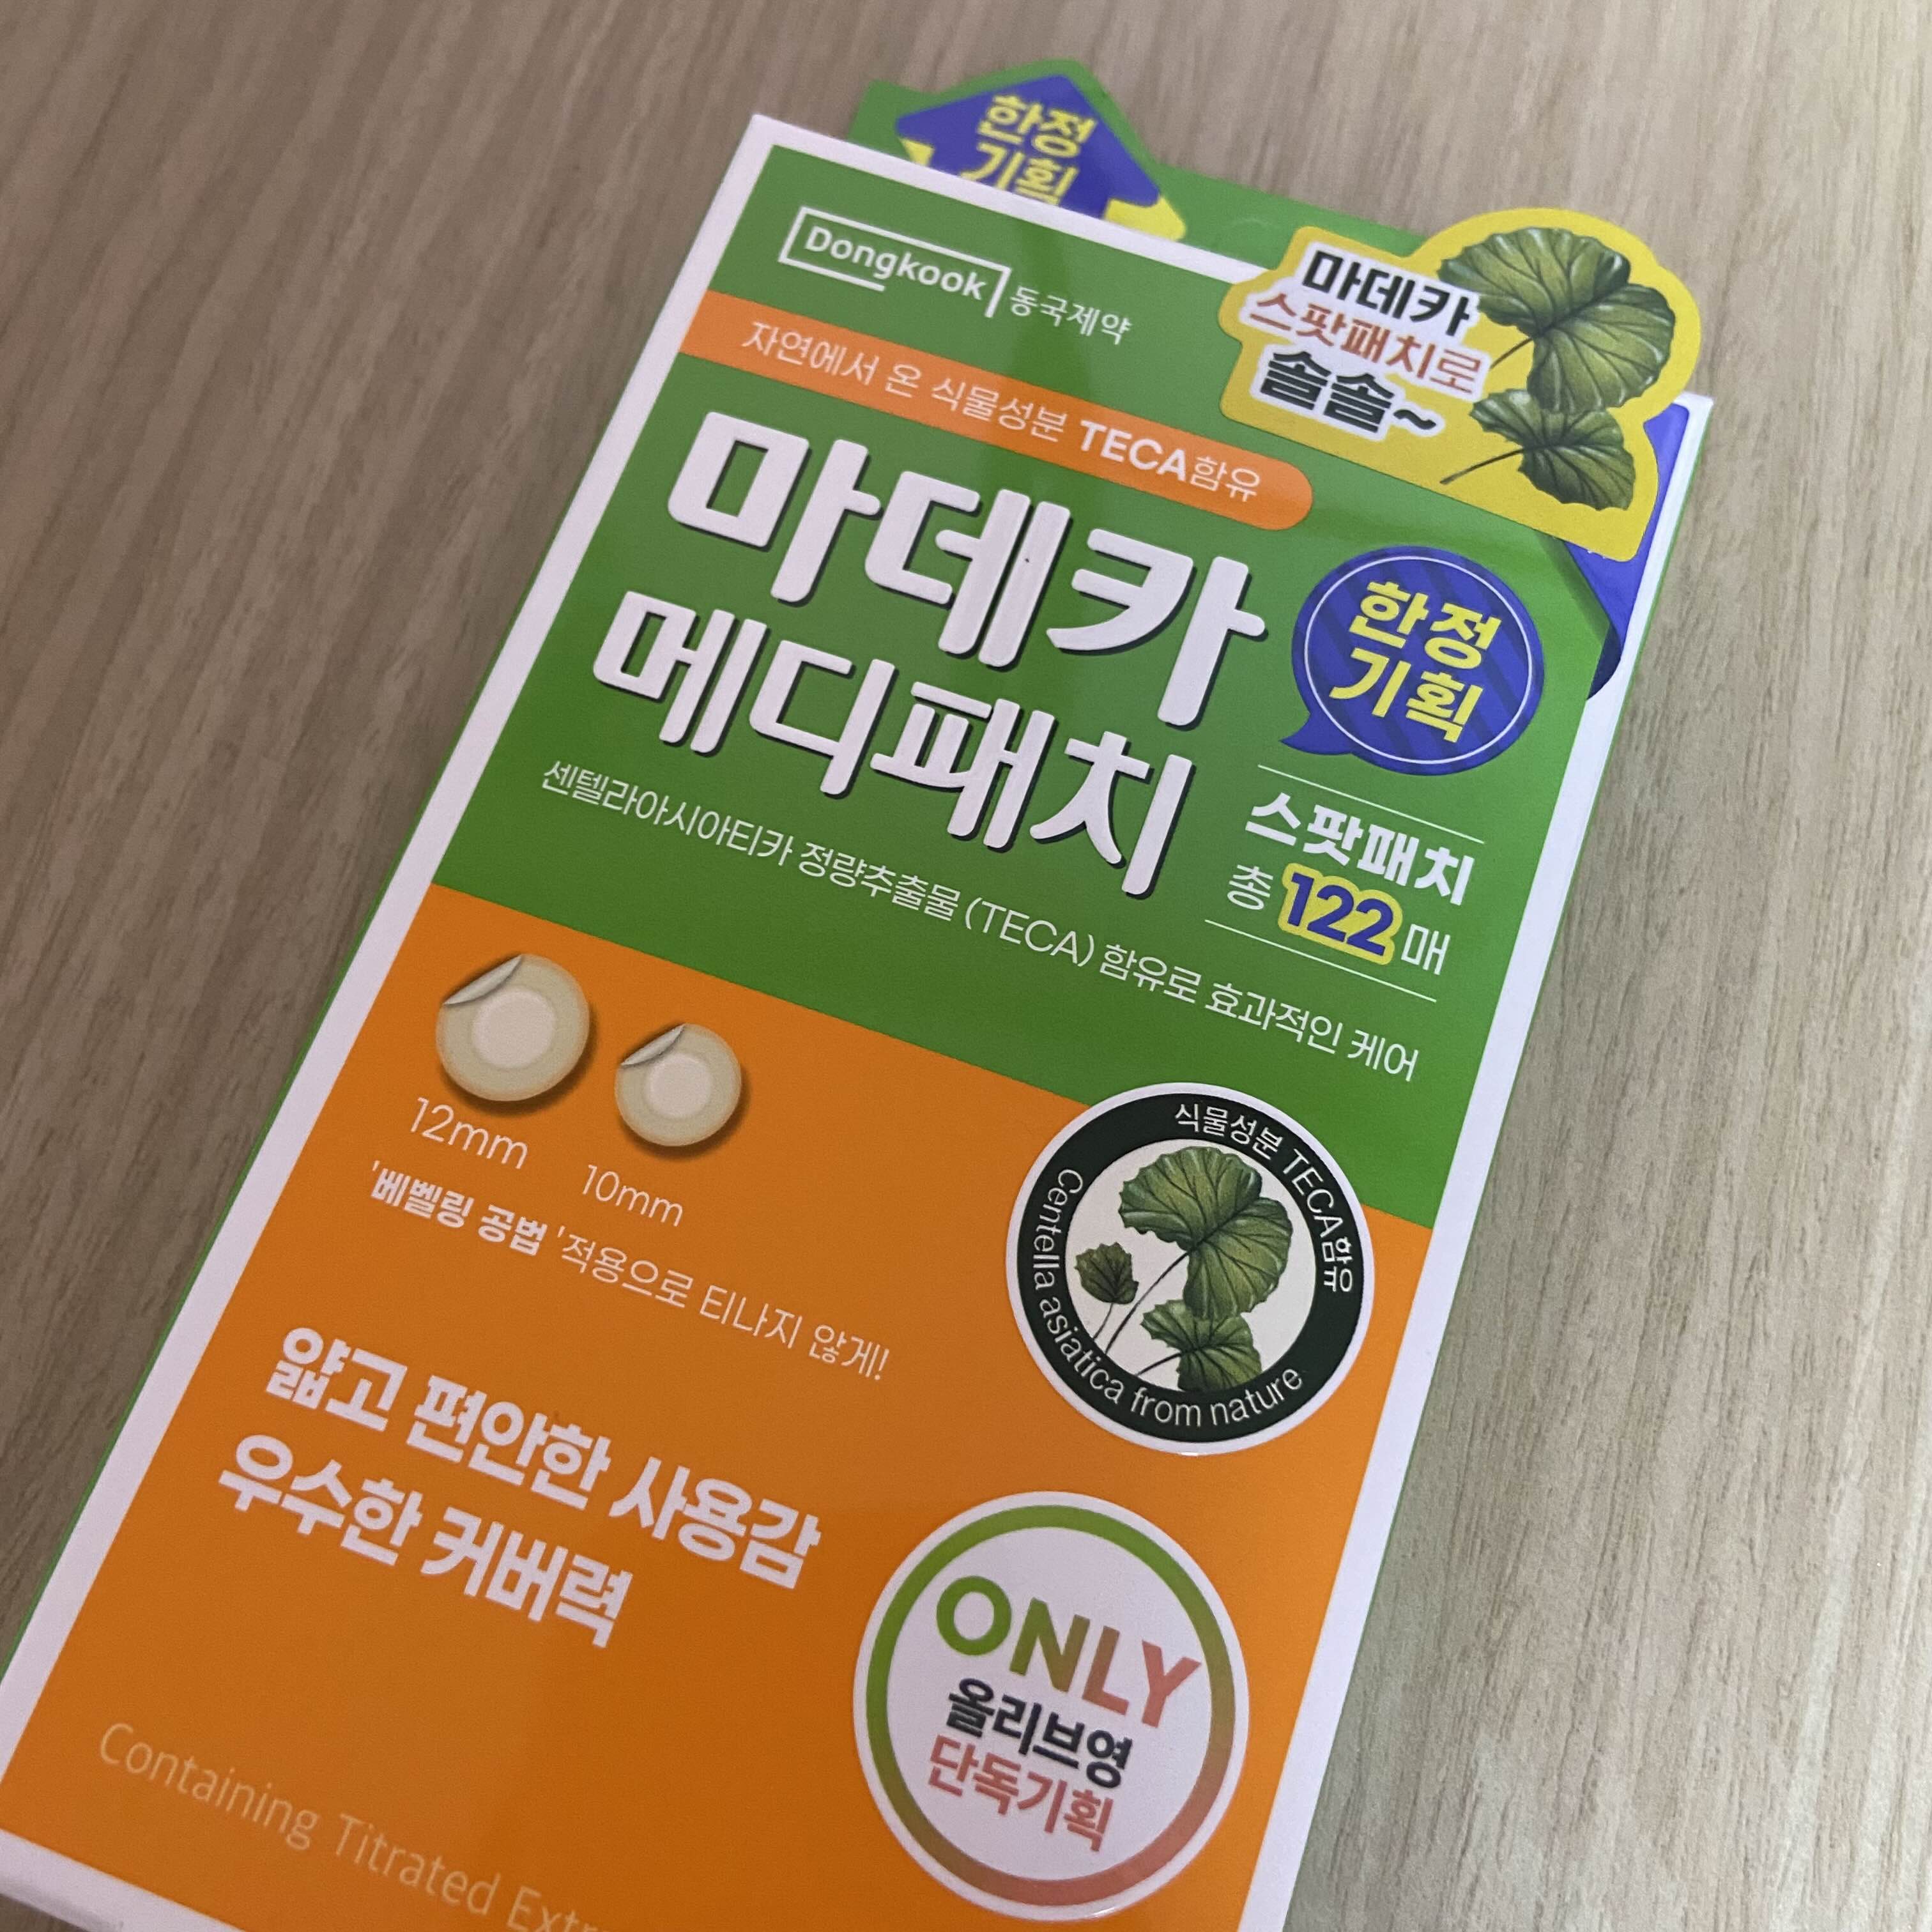 한정
기획
Dongkook 동국제약
마데카
스팟패치로
솔솔~
자연에서 온 식물성분 TECA함유
마데카
메디패치
한정
기획
스팟패치
총 122 매
센텔라아시아티카 정량추출물 (TECA) 함유로 효과적인 케어
12mm
10mm
'베벨링 공법 '적용으로 티나지 않게!
식물성분 TECA함유
Centella asiatica from nature
얇고 편안한 사용감
우수한 커버력
ONLY
올리브영
단독기획
Containing Titrated